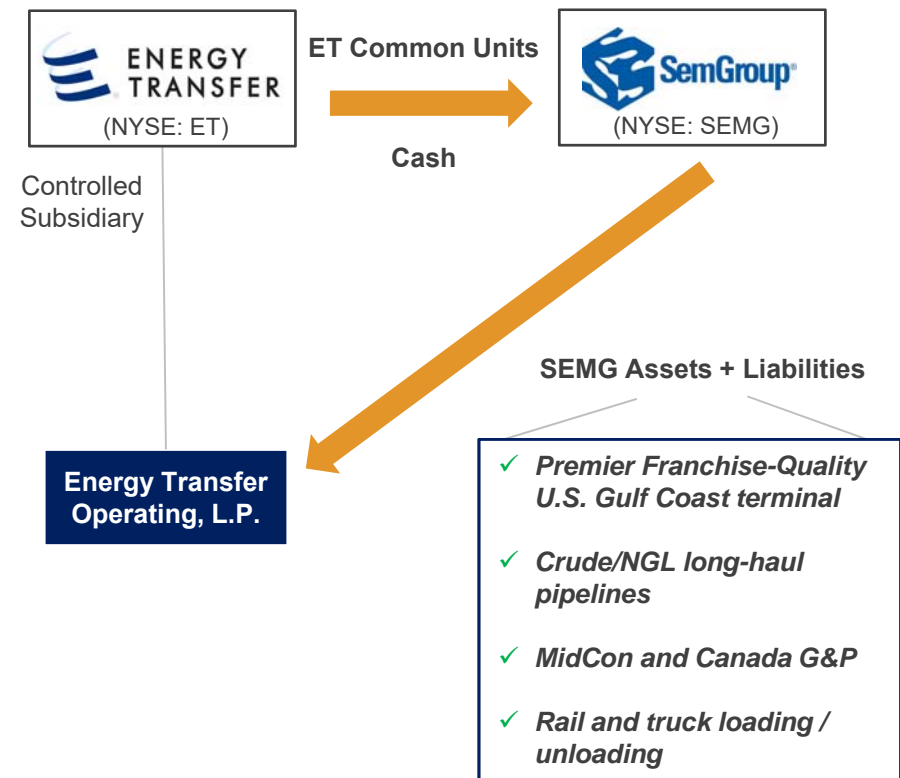 ENERGY
TRANSFER
(NYSE: ET)
ET Common Units
Cash
SemGroup®
(NYSE: SEMG)
Controlled
Subsidiary
SEMG Assets + Liabilities
Energy Transfer
Operating, L.P.
✓ Premier Franchise-Quality
U.S. Gulf Coast terminal
✓ Crude/NGL long-haul
pipelines
✓ MidCon and Canada G&P
✓ Rail and truck loading /
unloading